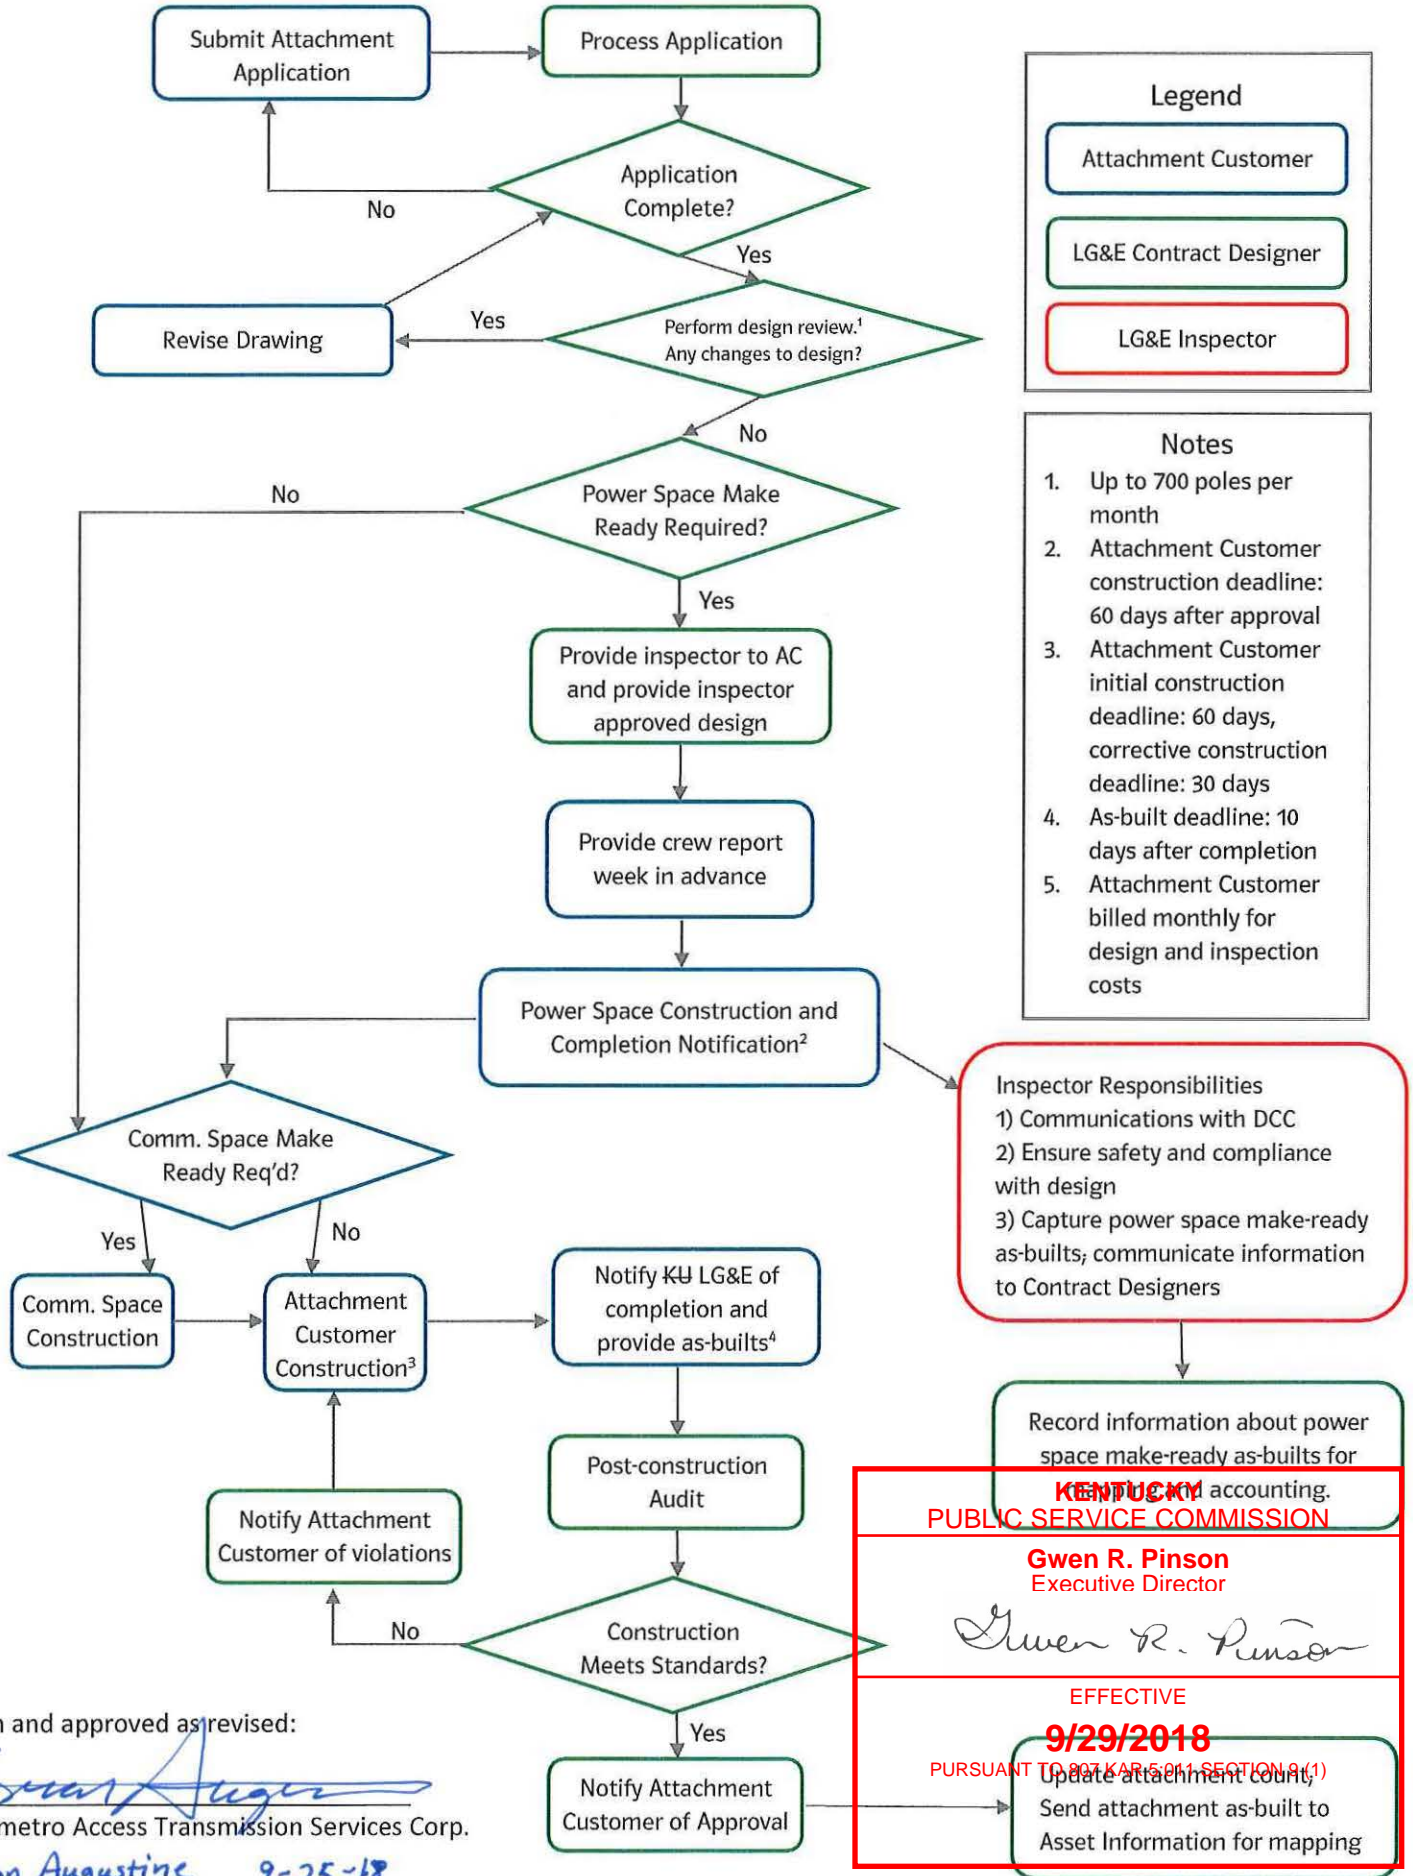 Submit Attachment
Application
Process Application
Application
Complete?
No
Yes
Revise Drawing
Yes
Perform design review.¹
Any changes to design?
No
Power Space Make
Ready Required?
No
Yes
Provide inspector to AC
and provide inspector
approved design
Provide crew report
week in advance
Power Space Construction and
Completion Notification²
Comm. Space Make
Ready Req'd?
Yes
No
Comm. Space
Construction
Attachment
Customer
Construction³
Notify KU LG&E of
completion and
provide as-builts⁴
Post-construction
Audit
Notify Attachment
Customer of violations
No
Construction
Meets Standards?
Yes
Notify Attachment
Customer of Approval
Legend
Attachment Customer
LG&E Contract Designer
LG&E Inspector
Notes
1. Up to 700 poles per
month
2. Attachment Customer
construction deadline:
60 days after approval
3. Attachment Customer
initial construction
deadline: 60 days,
corrective construction
deadline: 30 days
4. As-built deadline: 10
days after completion
5. Attachment Customer
billed monthly for
design and inspection
costs
Inspector Responsibilities
1) Communications with DCC
2) Ensure safety and compliance
with design
3) Capture power space make-ready
as-builts; communicate information
to Contract Designers
Record information about power
space make-ready as-builts for
mapping and accounting.
KENTUCKY
PUBLIC SERVICE COMMISSION
Gwen R. Pinson
Executive Director
Gwen R. Pinson
EFFECTIVE
9/29/2018
PURSUANT TO 807 KAR 5:011 SECTION 9 (1)
Update attachment count;
Send attachment as-built to
Asset Information for mapping
and approved as revised:
metro Access Transmission Services Corp.
Augustine 9-25-18